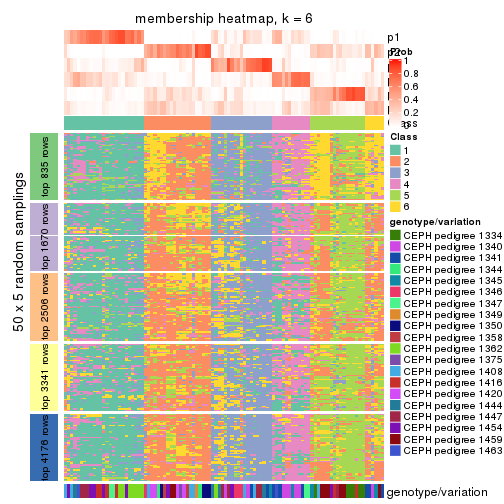 membership heatmap, k = 6
p1
p2
Prob
1
0.8
0.6
0.4
0.2
0
Class
1
2
3
4
5
6
genotype/variation
CEPH pedigree 1334
CEPH pedigree 1340
CEPH pedigree 1341
CEPH pedigree 1344
CEPH pedigree 1345
CEPH pedigree 1346
CEPH pedigree 1347
CEPH pedigree 1349
CEPH pedigree 1350
CEPH pedigree 1358
CEPH pedigree 1362
CEPH pedigree 1375
CEPH pedigree 1408
CEPH pedigree 1416
CEPH pedigree 1420
CEPH pedigree 1444
CEPH pedigree 1447
CEPH pedigree 1454
CEPH pedigree 1459
CEPH pedigree 1463
50 x 5 random samplings
top 835 rows
top 1670 rows
top 2506 rows
top 3341 rows
top 4176 rows
genotype/variation